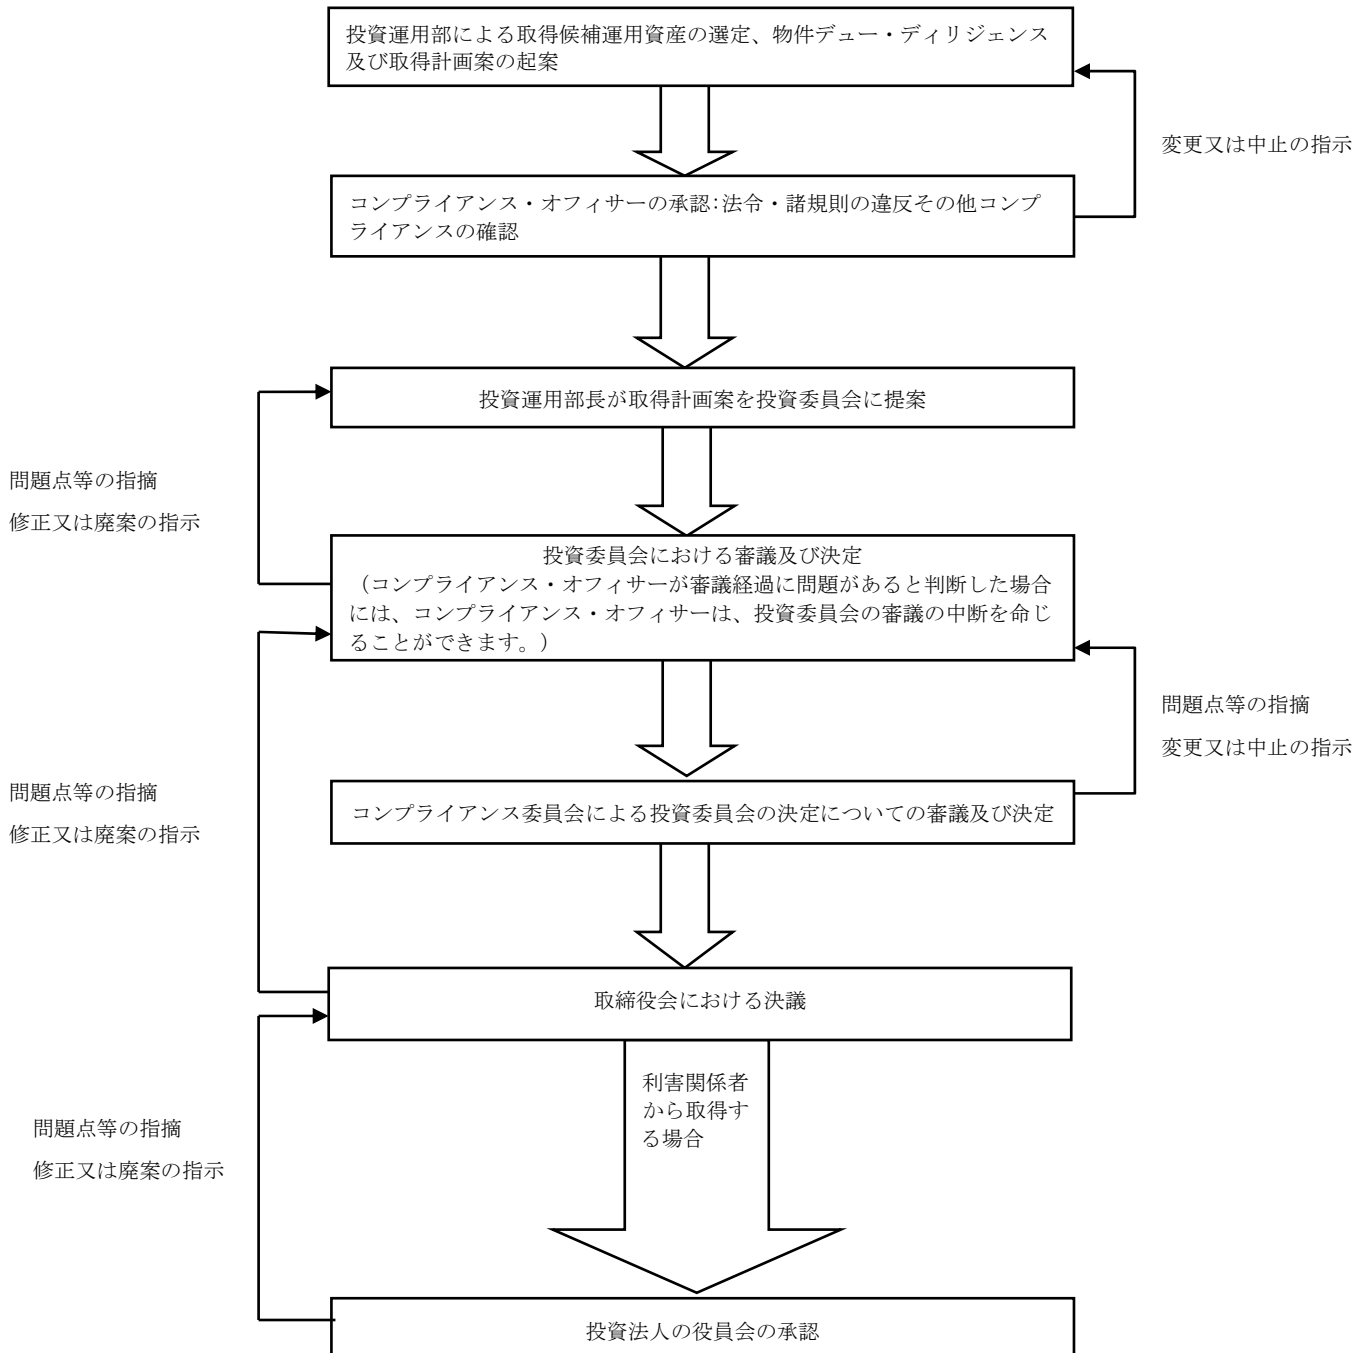 投資運用部による取得候補運用資産の選定、物件デュー・ディリジェンス
及び取得計画案の起案
変更又は中止の指示
コンプライアンス・オフィサーの承認:法令・諸規則の違反その他コンプ
ライアンスの確認
投資運用部長が取得計画案を投資委員会に提案
問題点等の指摘
修正又は廃案の指示
投資委員会における審議及び決定
（コンプライアンス・オフィサーが審議経過に問題があると判断した場合
には、コンプライアンス・オフィサーは、投資委員会の審議の中断を命じ
ることができます。）
問題点等の指摘
変更又は中止の指示
問題点等の指摘
修正又は廃案の指示
コンプライアンス委員会による投資委員会の決定についての審議及び決定
取締役会における決議
利害関係者
から取得す
る場合
問題点等の指摘
修正又は廃案の指示
投資法人の役員会の承認